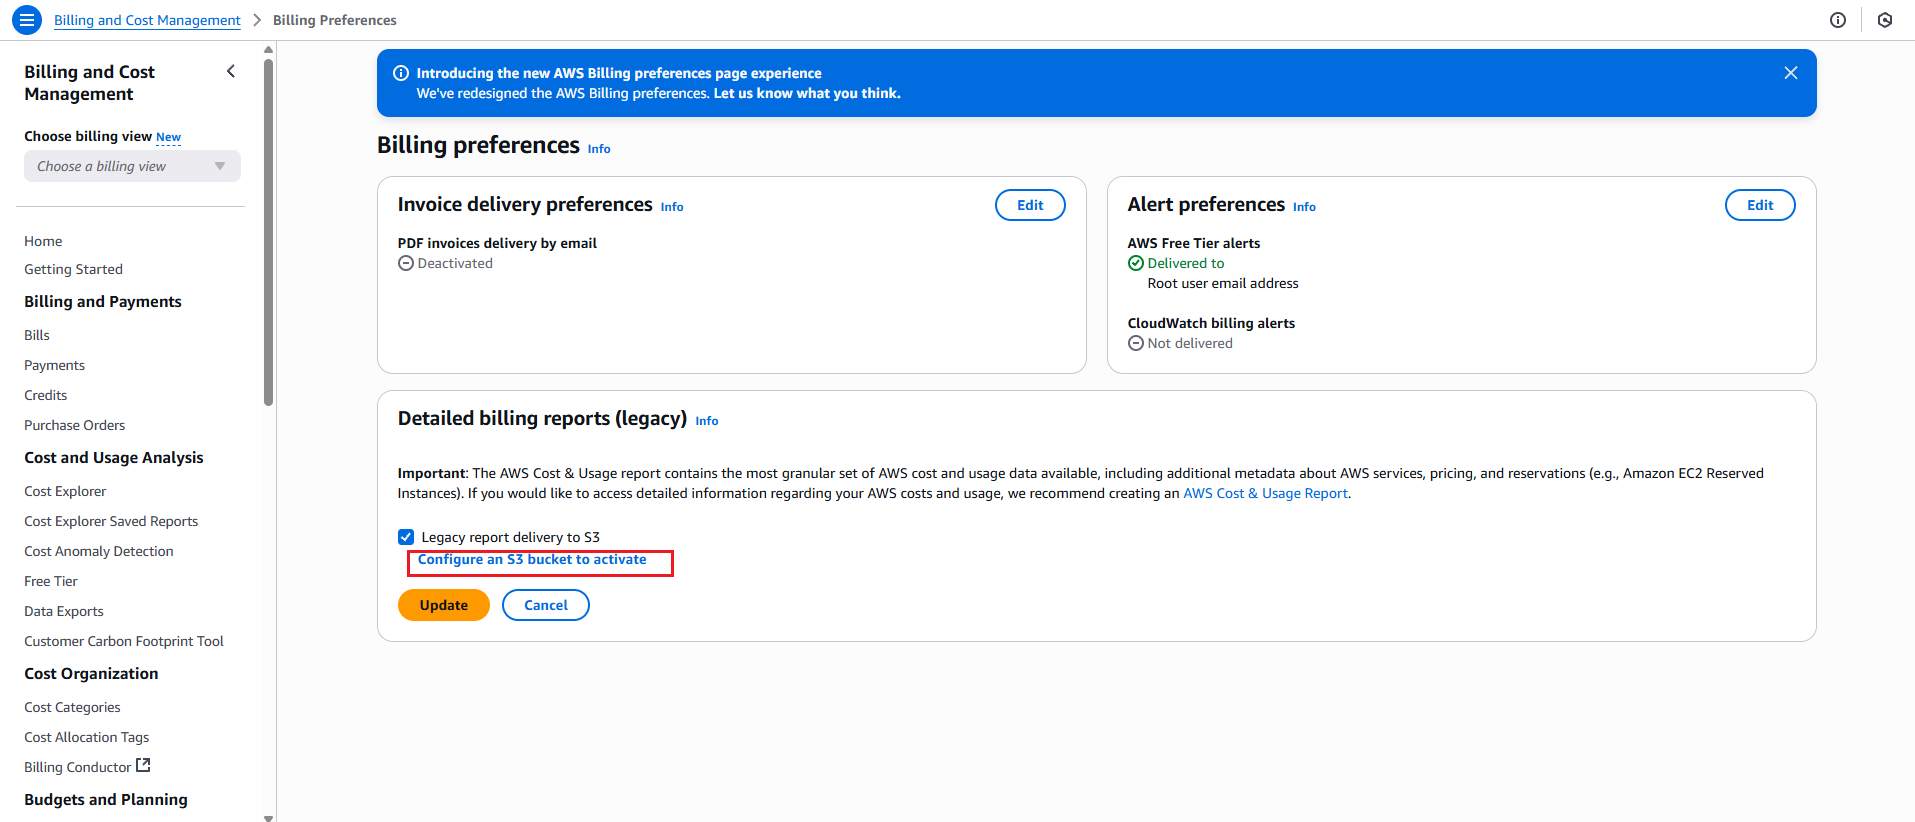 Billing and Cost Management > Billing Preferences
Billing and Cost
Management
Choose billing view New
Choose a billing view
Home
Getting Started
Billing and Payments
Bills
Payments
Credits
Purchase Orders
Cost and Usage Analysis
Cost Explorer
Cost Explorer Saved Reports
Cost Anomaly Detection
Free Tier
Data Exports
Customer Carbon Footprint Tool
Cost Organization
Cost Categories
Cost Allocation Tags
Billing Conductor
Budgets and Planning
Introducing the new AWS Billing preferences page experience
We've redesigned the AWS Billing preferences. Let us know what you think.
Billing preferences Info
Invoice delivery preferences Info
Edit
PDF invoices delivery by email
Deactivated
Alert preferences Info
Edit
AWS Free Tier alerts
Delivered to
Root user email address
CloudWatch billing alerts
Not delivered
Detailed billing reports (legacy) Info
Important: The AWS Cost & Usage report contains the most granular set of AWS cost and usage data available, including additional metadata about AWS services, pricing, and reservations (e.g., Amazon EC2 Reserved
Instances). If you would like to access detailed information regarding your AWS costs and usage, we recommend creating an AWS Cost & Usage Report.
Legacy report delivery to S3
Configure an S3 bucket to activate
Update Cancel